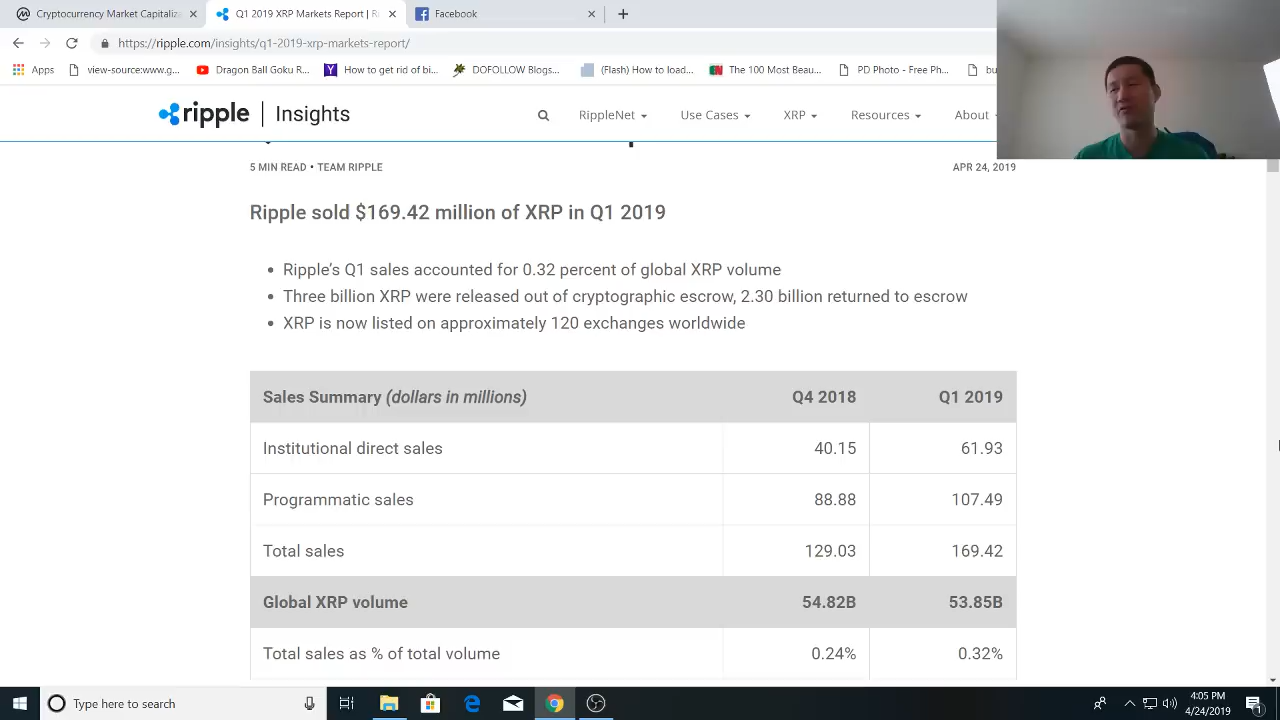 Cryptocurrency Market Capitaliz
Q1 2019 XRP Markets Report | Ri
Facebook
https://ripple.com/insights/q1-2019-xrp-markets-report/
Apps
view-source:www.g...
Dragon Ball Goku I...
How to get rid of bi...
DOFOLLOW Blogs...
(Flash) How to load...
The 100 Most Beau...
PD Photo - Free Ph...
bu
ripple | Insights
RippleNet
Use Cases
XRP
Resources
About
5 MIN READ • TEAM RIPPLE
APR 24, 2019
Ripple sold $169.42 million of XRP in Q1 2019
• Ripple’s Q1 sales accounted for 0.32 percent of global XRP volume
• Three billion XRP were released out of cryptographic escrow, 2.30 billion returned to escrow
• XRP is now listed on approximately 120 exchanges worldwide
Sales Summary (dollars in millions) Q4 2018 Q1 2019
Institutional direct sales 40.15 61.93
Programmatic sales 88.88 107.49
Total sales 129.03 169.42
Global XRP volume 54.82B 53.85B
Total sales as % of total volume 0.24% 0.32%
Type here to search
4:05 PM
4/24/2019
1